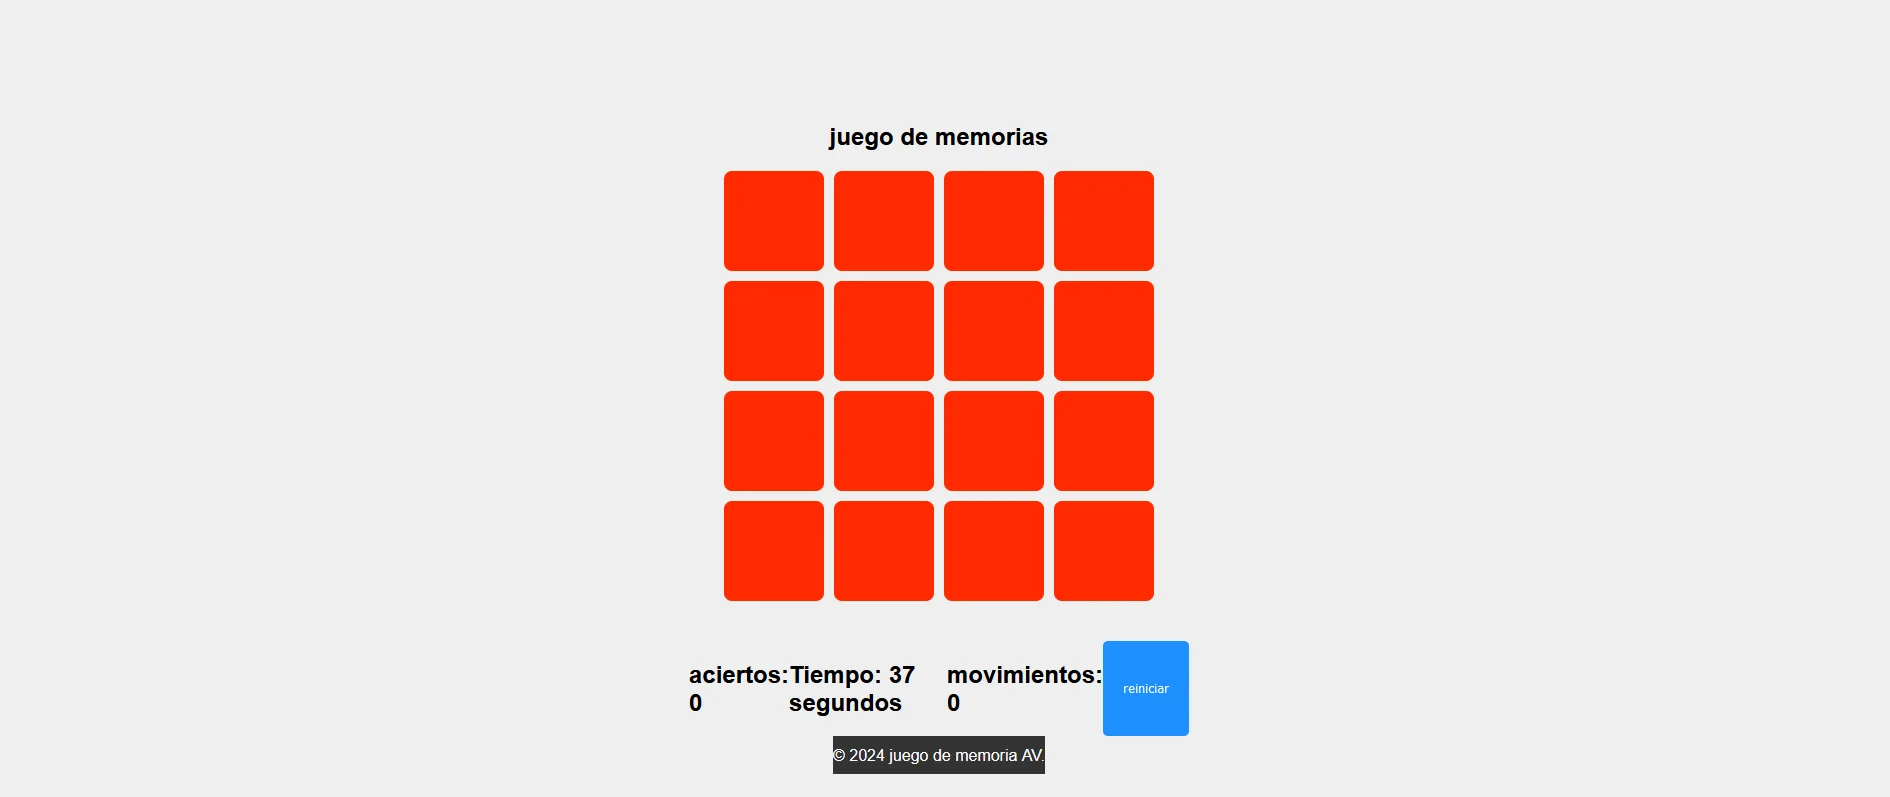 juego de memorias
aciertos:
0
Tiempo: 37
segundos
movimientos:
0
reiniciar
© 2024 juego de memoria AV.